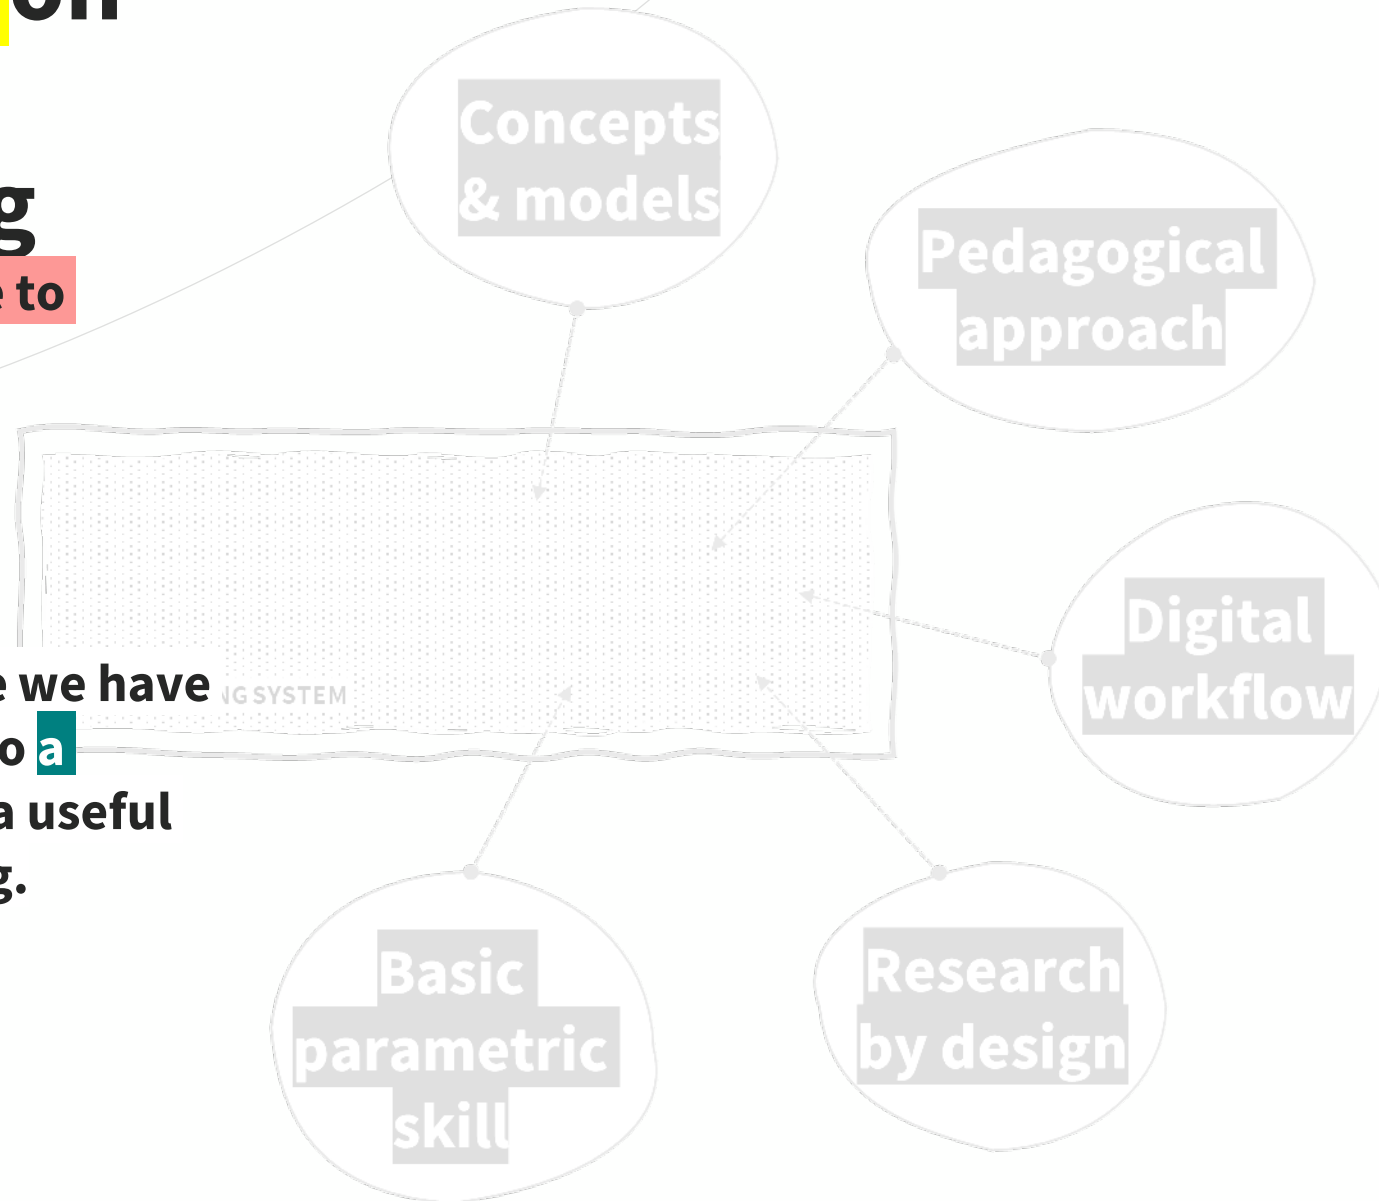 on
g
e to
Concepts
& models
Pedagogical
approach
Digital
workflow
NG SYSTEM
e we have
o a
a useful
g.
Basic
parametric
skill
Research
by design